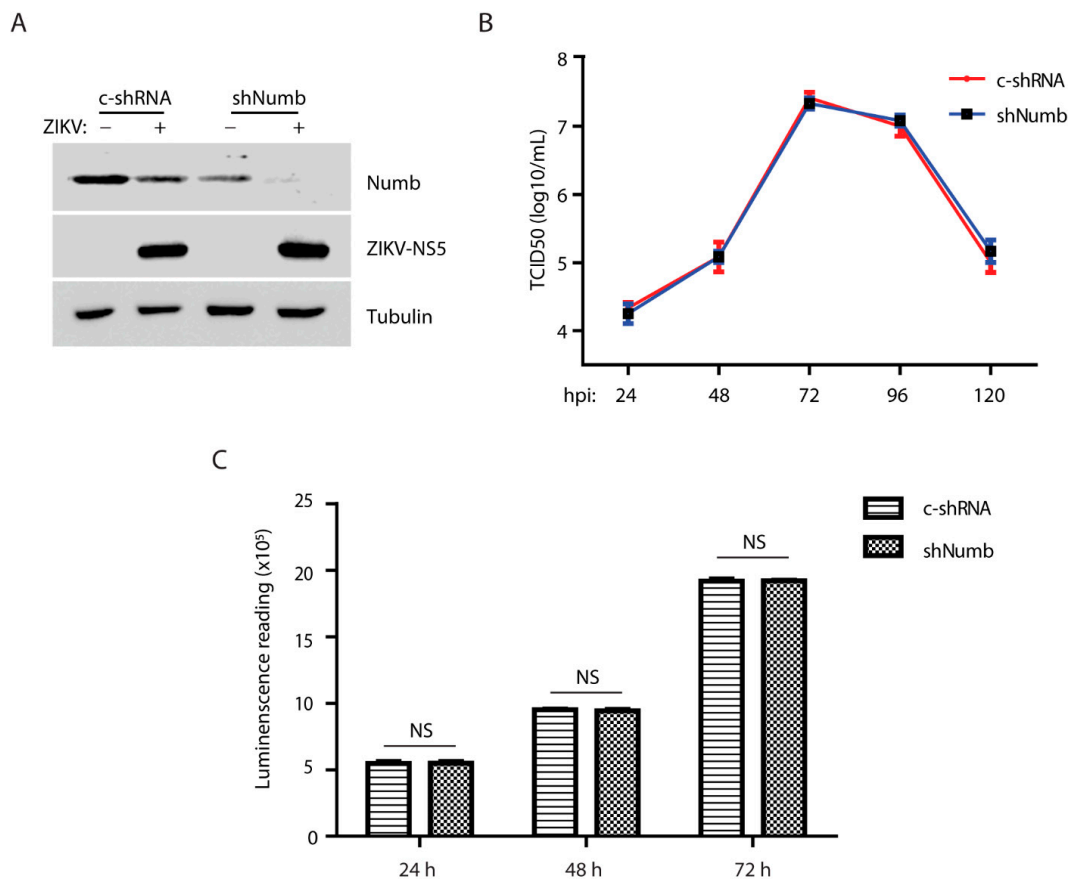 A
c-shRNA shNumb
ZIKV: – + – +
Numb
ZIKV-NS5
Tubulin
B
TCID50 (log10/mL)
8
7
6
5
4
hpi: 24 48 72 96 120
c-shRNA
shNumb
C
Luminenscence reading (x10⁵)
25
20
15
10
5
0
NS
NS
NS
24 h 48 h 72 h
c-shRNA
shNumb